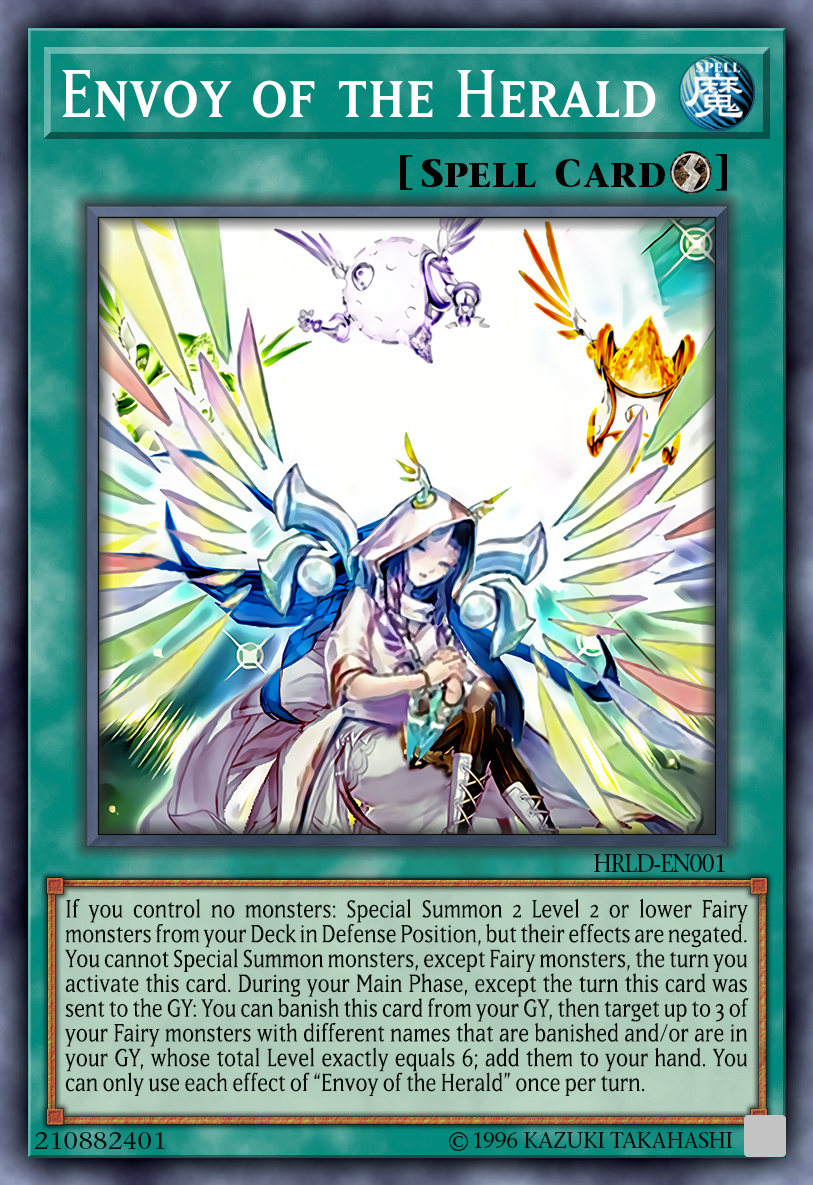 ENVOY OF THE HERALD
SPELL
魔
[SPELL CARD]
HRLD-EN001
If you control no monsters: Special Summon 2 Level 2 or lower Fairy
monsters from your Deck in Defense Position, but their effects are negated.
You cannot Special Summon monsters, except Fairy monsters, the turn you
activate this card. During your Main Phase, except the turn this card was
sent to the GY: You can banish this card from your GY, then target up to 3 of
your Fairy monsters with different names that are banished and/or are in
your GY, whose total Level exactly equals 6; add them to your hand. You
can only use each effect of “Envoy of the Herald” once per turn.
210882401
© 1996 KAZUKI TAKAHASHI